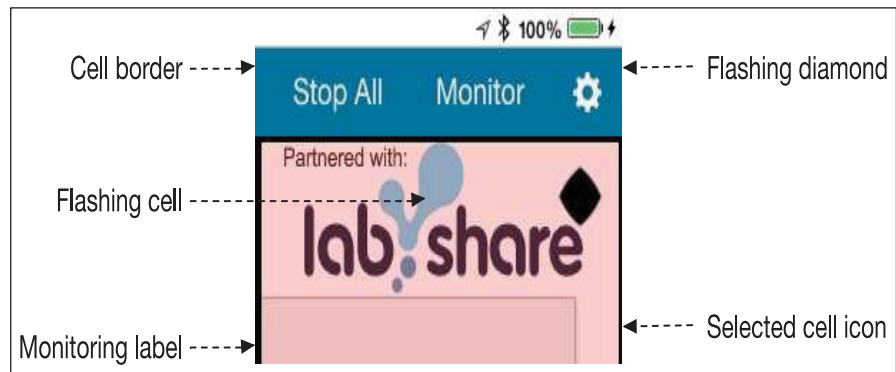 100%
Cell border
Stop All Monitor
Flashing diamond
Partnered with:
Flashing cell
lab share
Monitoring label
Selected cell icon